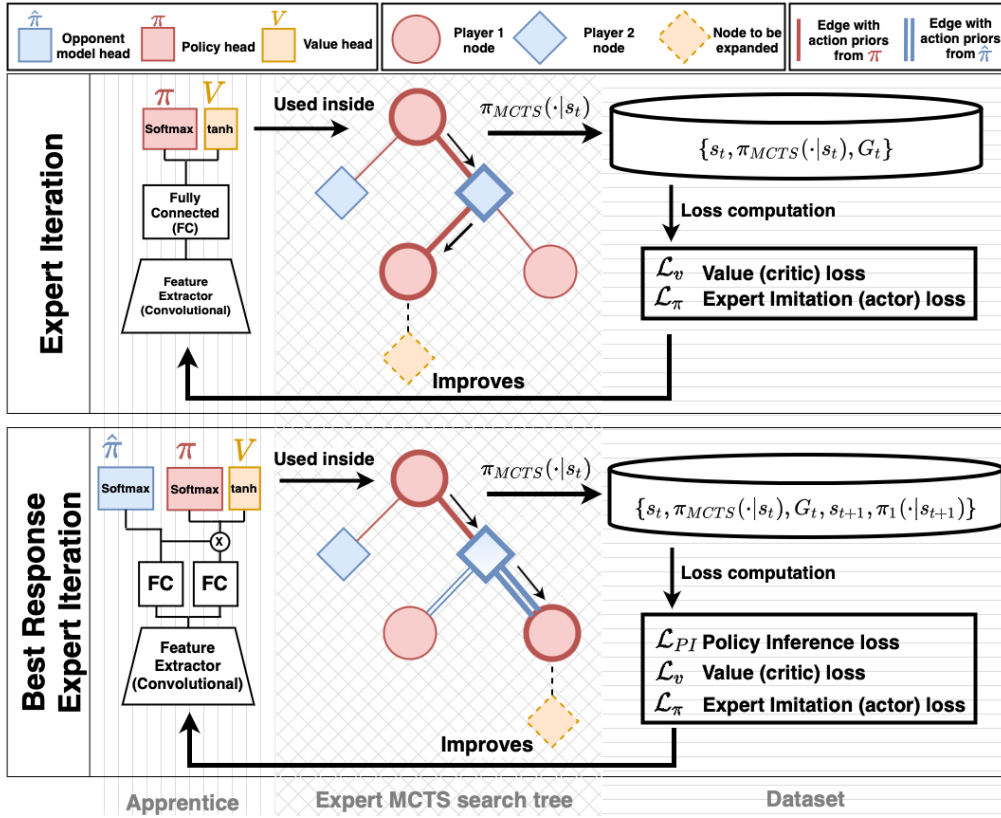 π̂
Opponent
model head
π
Policy head
V
Value head
Player 1
node
Player 2
node
Node to be
expanded
Edge with
action priors
from π
Edge with
action priors
from π̂
Expert Iteration
π V
Softmax
tanh
Fully
Connected
(FC)
Feature
Extractor
(Convolutional)
Used inside
π_MCTS(·|s_t)
{s_t, π_MCTS(·|s_t), G_t}
Loss computation
ℒ_v Value (critic) loss
ℒ_π Expert Imitation (actor) loss
Improves
Best Response
Expert Iteration
π̂ π V
Softmax
Softmax
tanh
X
FC
FC
Feature
Extractor
(Convolutional)
Used inside
π_MCTS(·|s_t)
{s_t, π_MCTS(·|s_t), G_t, s_{t+1}, π_1(·|s_{t+1})}
Loss computation
ℒ_PI Policy Inference loss
ℒ_v Value (critic) loss
ℒ_π Expert Imitation (actor) loss
Improves
Apprentice
Expert MCTS search tree
Dataset